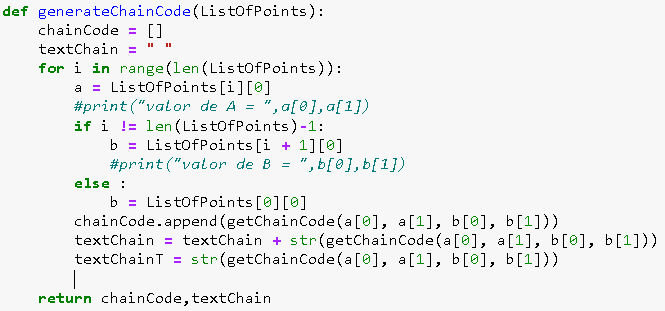 def generateChainCode(ListOfPoints):
    chainCode = []
    textChain = " "
    for i in range(len(ListOfPoints)):
        a = ListOfPoints[i][0]
        #print("valor de A = ",a[0],a[1])
        if i != len(ListOfPoints)-1:
            b = ListOfPoints[i + 1][0]
            #print("valor de B = ",b[0],b[1])
        else :
            b = ListOfPoints[0][0]
        chainCode.append(getChainCode(a[0], a[1], b[0], b[1]))
        textChain = textChain + str(getChainCode(a[0], a[1], b[0], b[1]))
        textChainT = str(getChainCode(a[0], a[1], b[0], b[1]))
    return chainCode,textChain